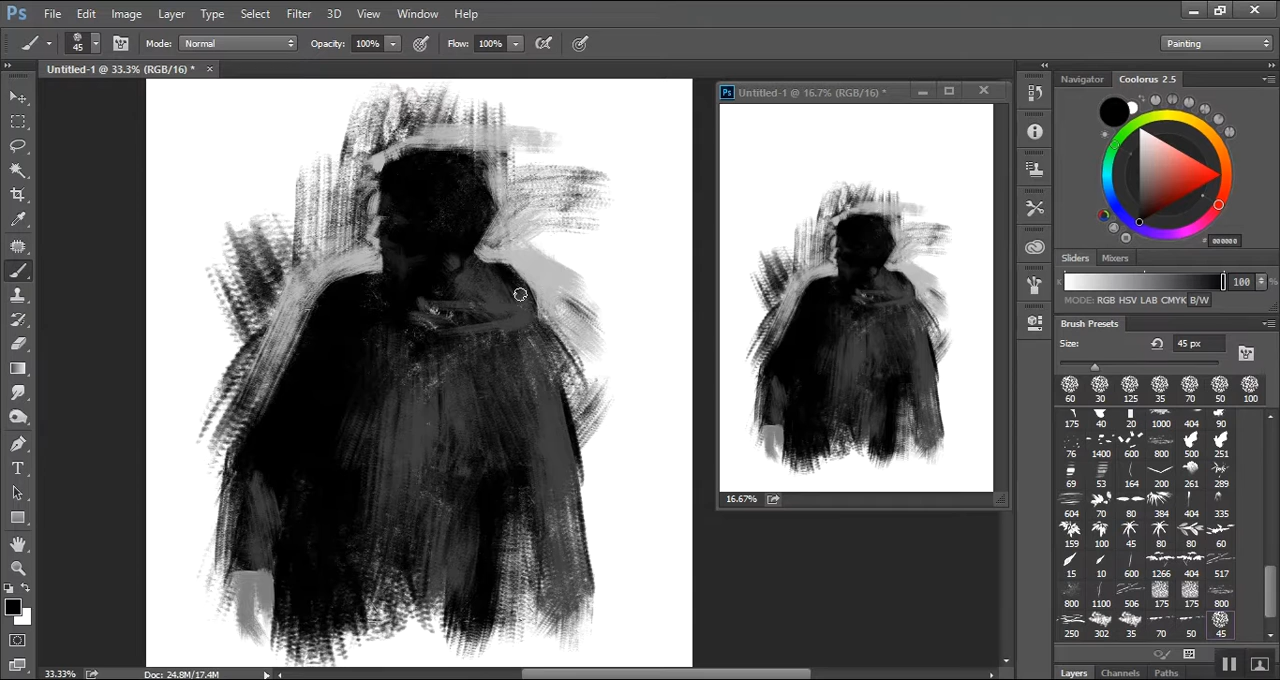 Ps File Edit Image Layer Type Select Filter 3D View Window Help
45 Mode: Normal Opacity: 100% Flow: 100% Painting
Untitled-1 @ 33.3% (RGB/16) * ×
Untitled-1 @ 16.7% (RGB/16) *
16.67%
Navigator Coolorus 2.5
# 000000
Sliders Mixers
K 100
MODE: RGB HSV LAB CMYK B/W
Brush Presets
Size: 45 px
60 30 125 35 70 50 100
175 40 20 1000 404 90
76 1400 600 800 500 251
69 53 164 200 261 289
604 70 80 384 404 335
159 100 45 80 80 60
15 10 600 1266 404 517
800 1100 506 175 175 800
250 302 35 70 50 45
Layers Channels Paths
33.33% Doc: 24.8M/17.4M